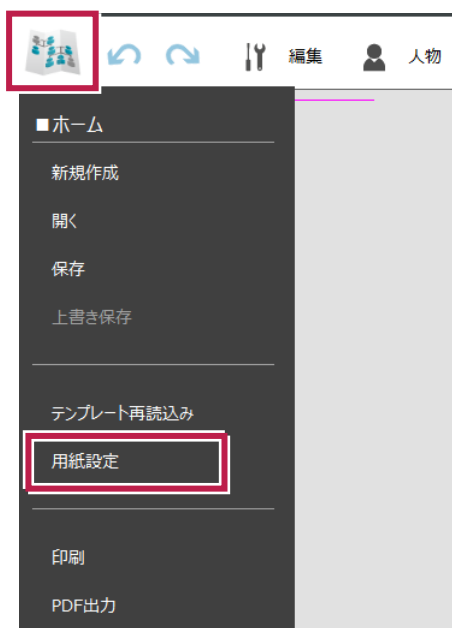 編集
人物
■ホーム
新規作成
開く
保存
上書き保存
テンプレート再読込み
用紙設定
印刷
PDF出力